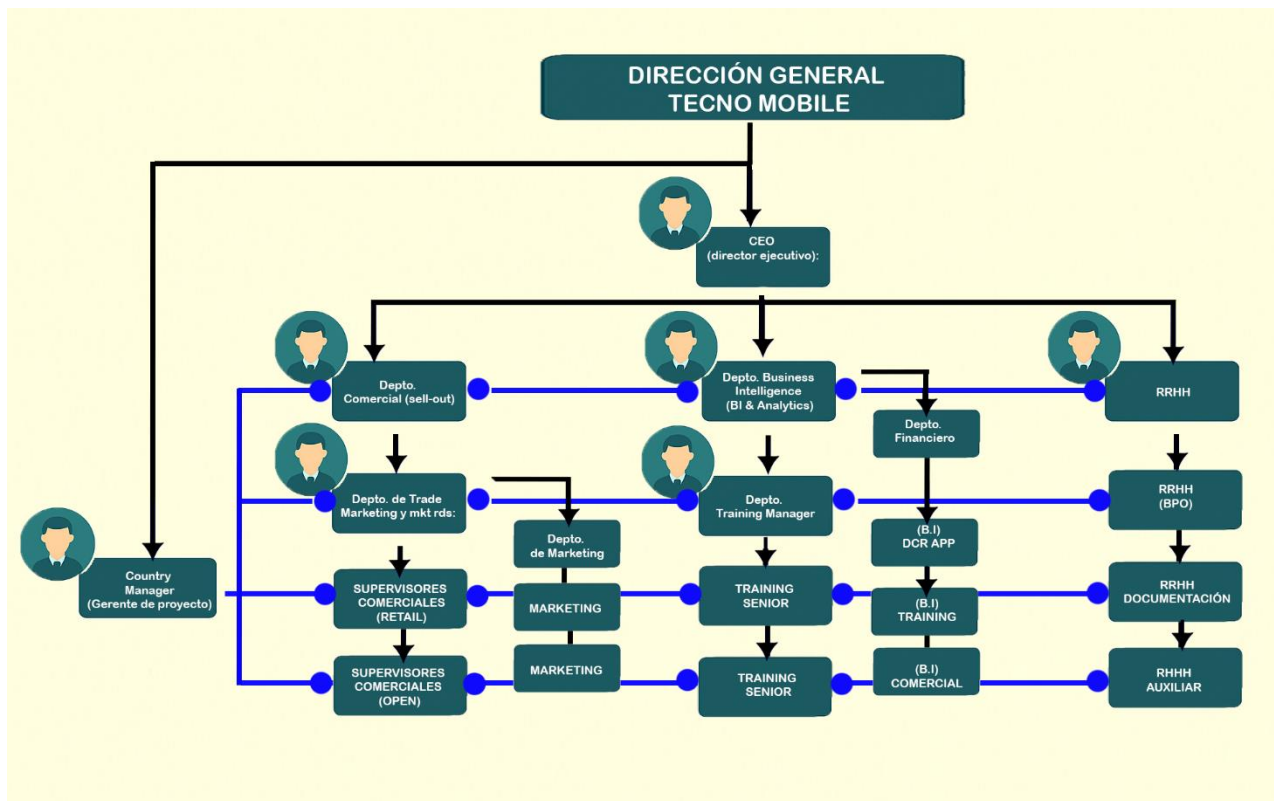 DIRECCIÓN GENERAL
TECNO MOBILE
CEO
(director ejecutivo):
Depto.
Comercial (sell-out)
Depto. Business
Intelligence
(BI & Analytics)
RRHH
Depto.
Financiero
Depto. de Trade
Marketing y mkt rds:
Depto.
Training Manager
RRHH
(BPO)
Depto.
de Marketing
(B.I)
DCR APP
Country
Manager
(Gerente de proyecto)
SUPERVISORES
COMERCIALES
(RETAIL)
MARKETING
TRAINING
SENIOR
(B.I)
TRAINING
RRHH
DOCUMENTACIÓN
SUPERVISORES
COMERCIALES
(OPEN)
MARKETING
TRAINING
SENIOR
(B.I)
COMERCIAL
RHHH
AUXILIAR